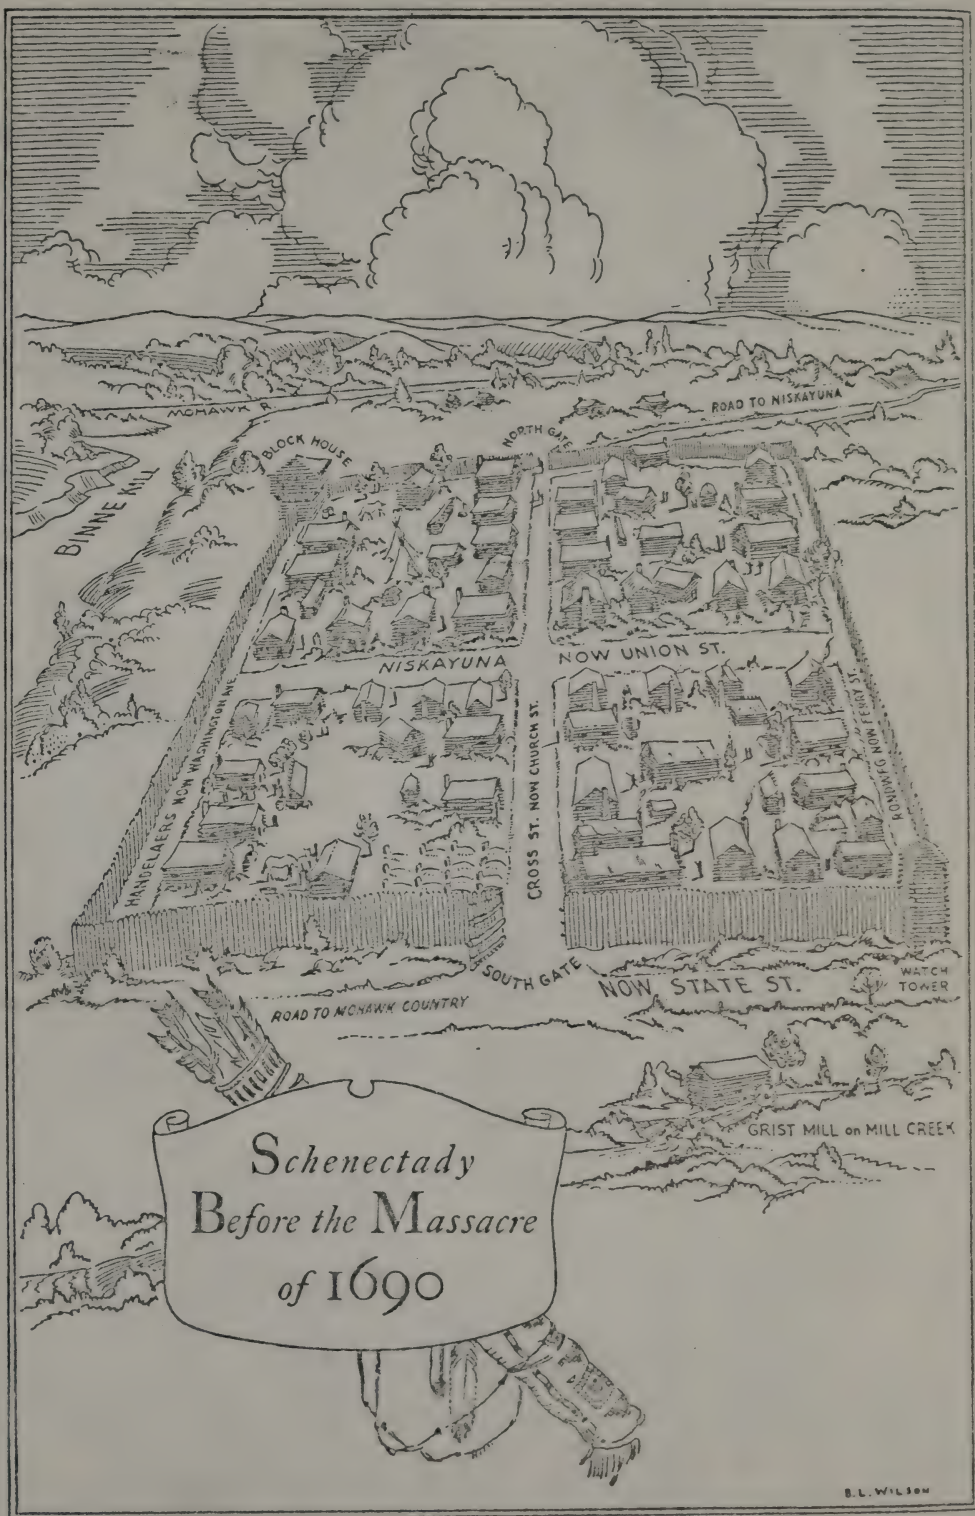 MOHAWK R.
ROAD TO NISKAYUNA
BLOCK HOUSE
NORTH GATE
BINNE KILL
NISKAYUNA
NOW UNION ST.
HANDELAERS NOW WASHINGTON AVE.
CROSS ST. NOW CHURCH ST.
NOW FERRY ST.
SOUTH GATE
NOW STATE ST.
WATCH
TOWER
ROAD TO MOHAWK COUNTRY
GRIST MILL on MILL CREEK
Schenectady
Before the Massacre
of 1690
B.L. WILSON